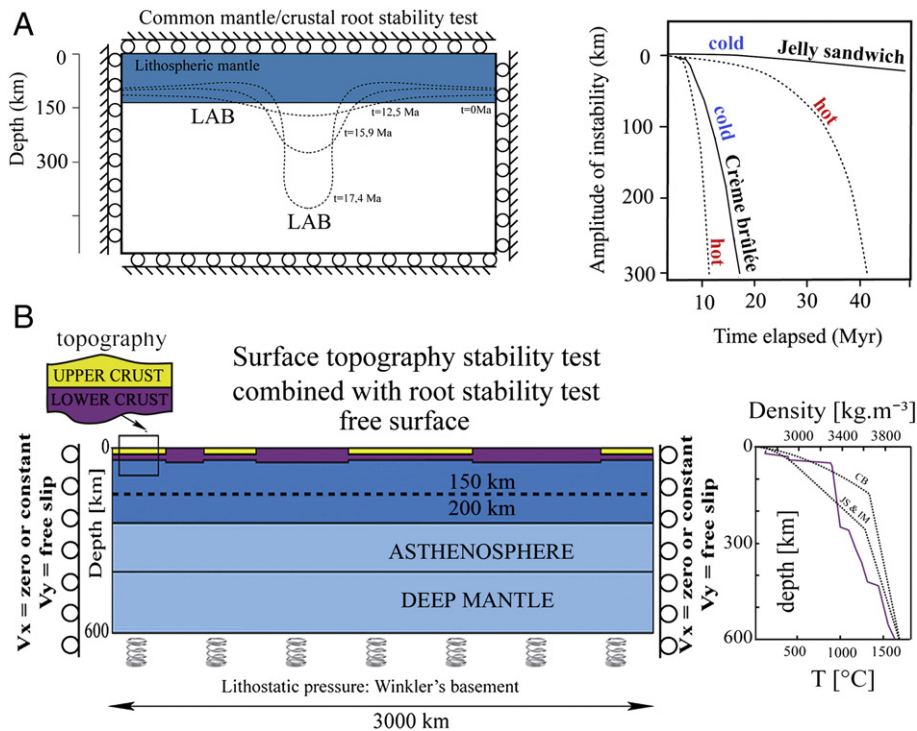 A
Common mantle/crustal root stability test
Depth (km)
0
150
300
Lithospheric mantle
LAB
t=12,5 Ma
t=0Ma
t=15,9 Ma
t=17,4 Ma
LAB
Amplitude of instability (km)
0
100
200
300
cold
Jelly sandwich
cold
hot
Crème brûlée
hot
10
20
30
40
Time elapsed (Myr)
B
topography
UPPER CRUST
LOWER CRUST
Surface topography stability test
combined with root stability test
free surface
Vx = zero or constant
Vy = free slip
Depth [km]
0
600
150 km
200 km
ASTHENOSPHERE
DEEP MANTLE
Vx = zero or constant
Vy = free slip
Lithostatic pressure: Winkler's basement
3000 km
Density [kg.m⁻³]
3000
3400
3800
depth [km]
0
300
600
CB
JS & IM
500
1000
1500
T [°C]